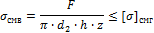 σсмв = F / (π · d₂ · h · z) ≤ [σ]смг